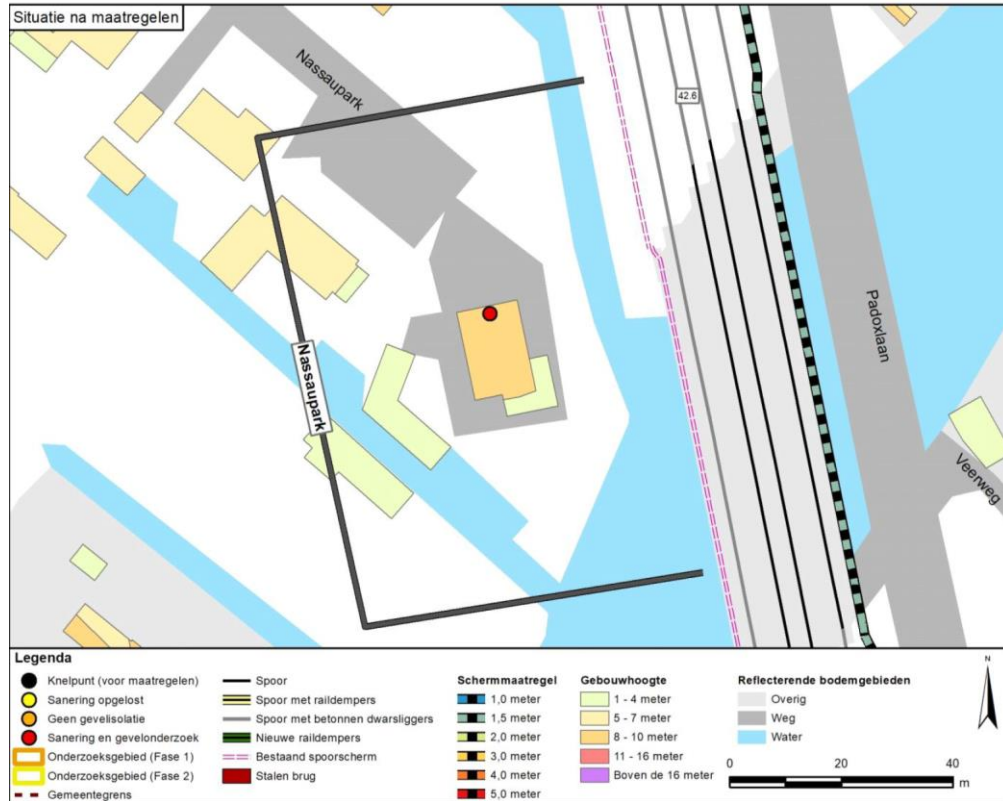 Situatie na maatregelen
Nassaupark
42.6
Nassaupark
Padoxlaan
Veerweg
Legenda
Knelpunt (voor maatregelen)
Sanering opgelost
Geen gevelisolatie
Sanering en gevelonderzoek
Onderzoeksgebied (Fase 1)
Onderzoeksgebied (Fase 2)
Gemeentegrens
Spoor
Spoor met raildempers
Spoor met betonnen dwarsliggers
Nieuwe raildempers
Bestaand spoorscherm
Stalen brug
Schermmaatregel
1,0 meter
1,5 meter
2,0 meter
3,0 meter
4,0 meter
5,0 meter
Gebouwhoogte
1 - 4 meter
5 - 7 meter
8 - 10 meter
11 - 16 meter
Boven de 16 meter
Reflecterende bodemgebieden
Overig
Weg
Water
N
0 20 40
m